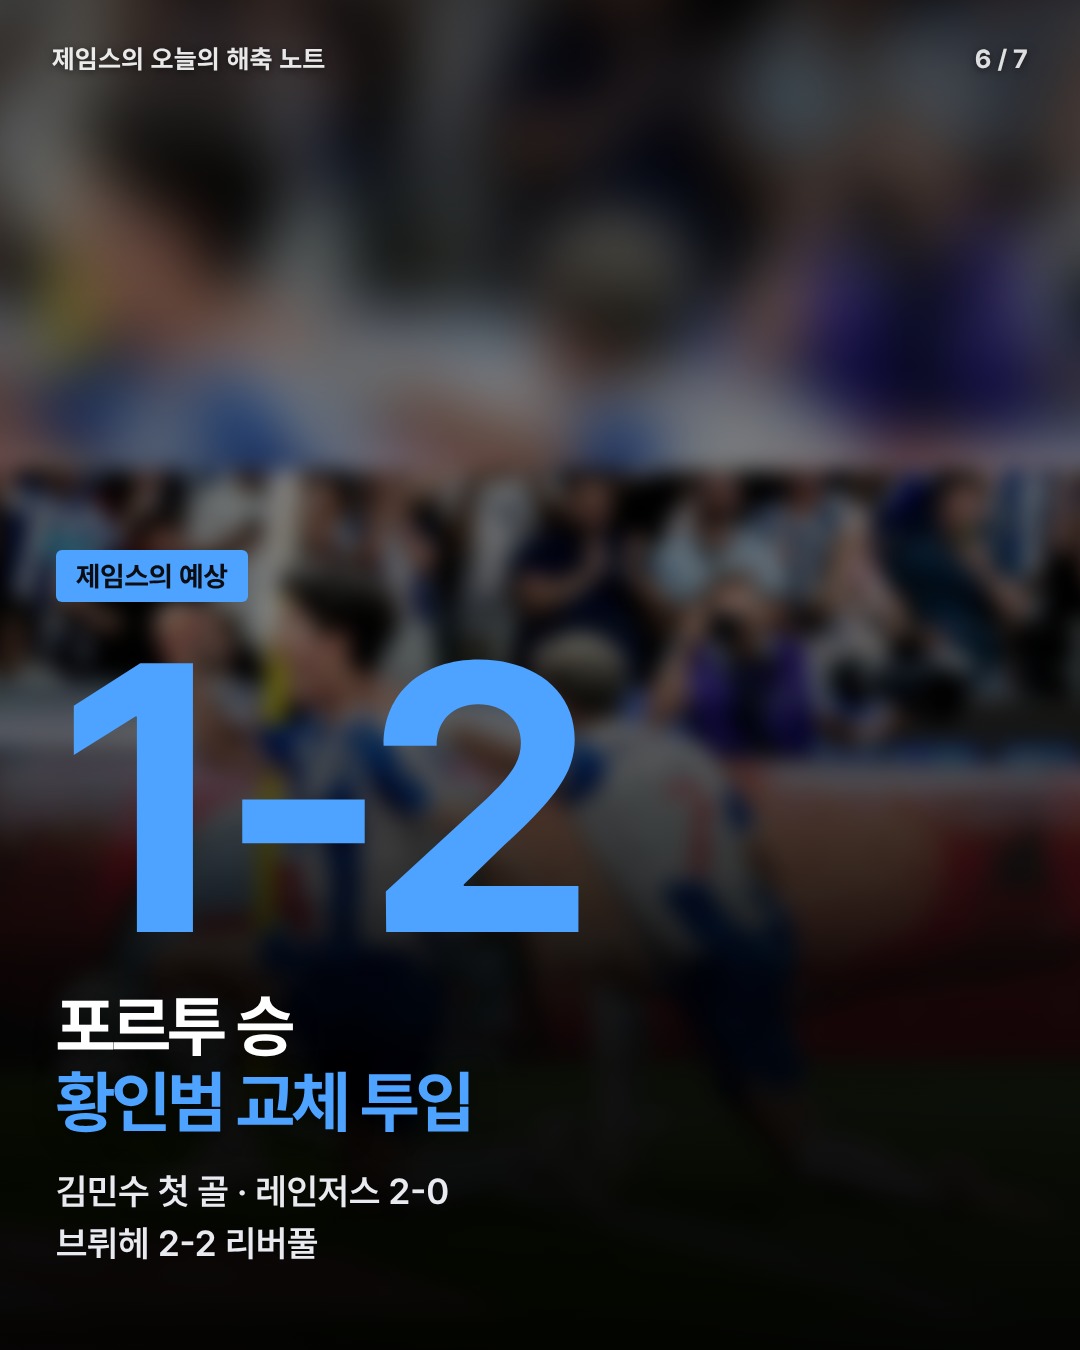 제임스의 오늘의 해축 노트
6 / 7
제임스의 예상
1-2
포르투 승
황인범 교체 투입
김민수 첫 골 · 레인저스 2-0
브뤼헤 2-2 리버풀